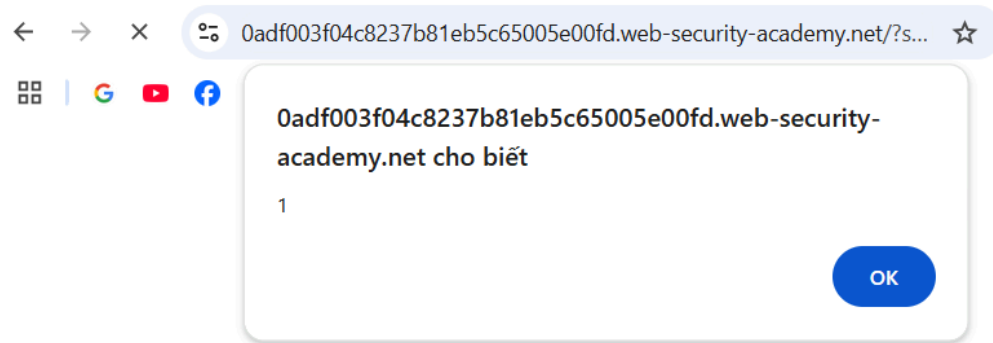 0adf003f04c8237b81eb5c65005e00fd.web-security-academy.net/?s...
0adf003f04c8237b81eb5c65005e00fd.web-security-
academy.net cho biết
1
OK